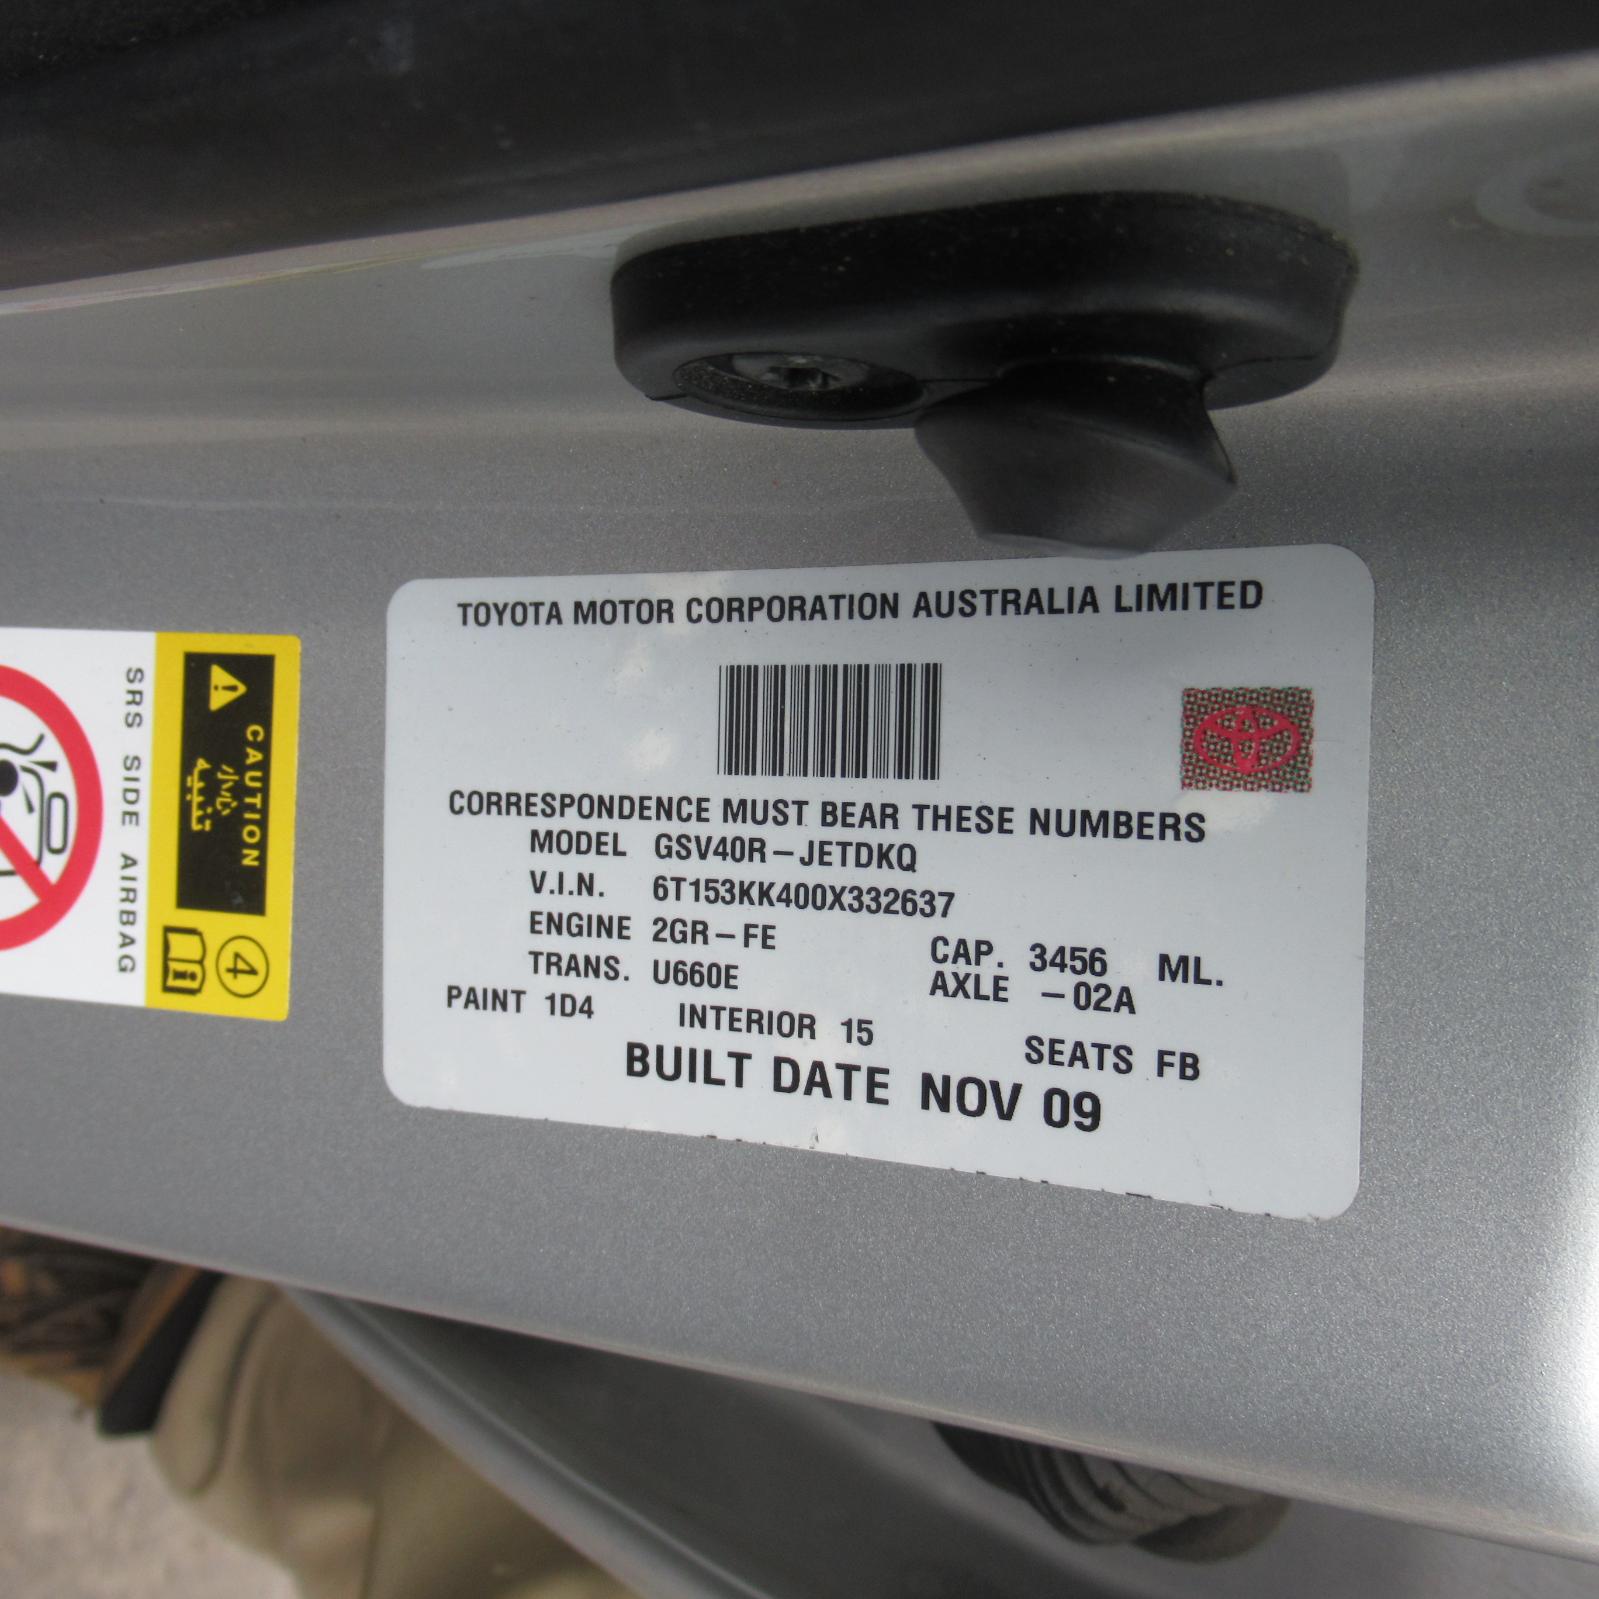 TOYOTA MOTOR CORPORATION AUSTRALIA LIMITED
CORRESPONDENCE MUST BEAR THESE NUMBERS
MODEL GSV40R-JETDKQ
V.I.N. 6T153KK400X332637
ENGINE 2GR-FE CAP. 3456 ML.
TRANS. U660E AXLE -02A
PAINT 1D4 INTERIOR 15 SEATS FB
BUILT DATE NOV 09
CAUTION
小心
تنبيه
4
SRS SIDE AIRBAG